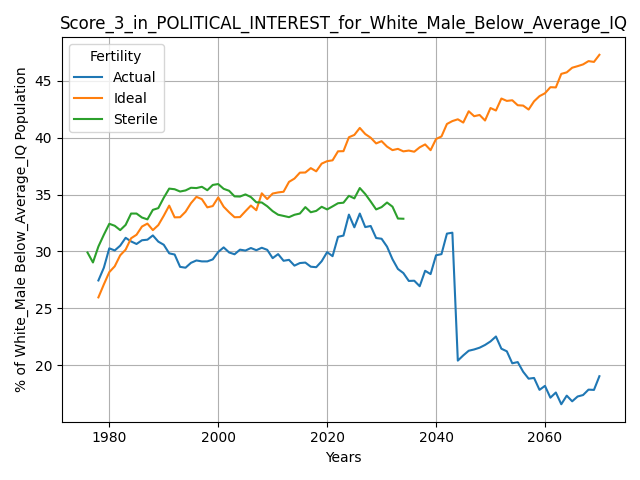 Score_3_in_POLITICAL_INTEREST_for_White_Male_Below_Average_IQ
Fertility
Actual
Ideal
Sterile
% of White_Male Below_Average_IQ Population
45
40
35
30
25
20
1980
2000
2020
2040
2060
Years